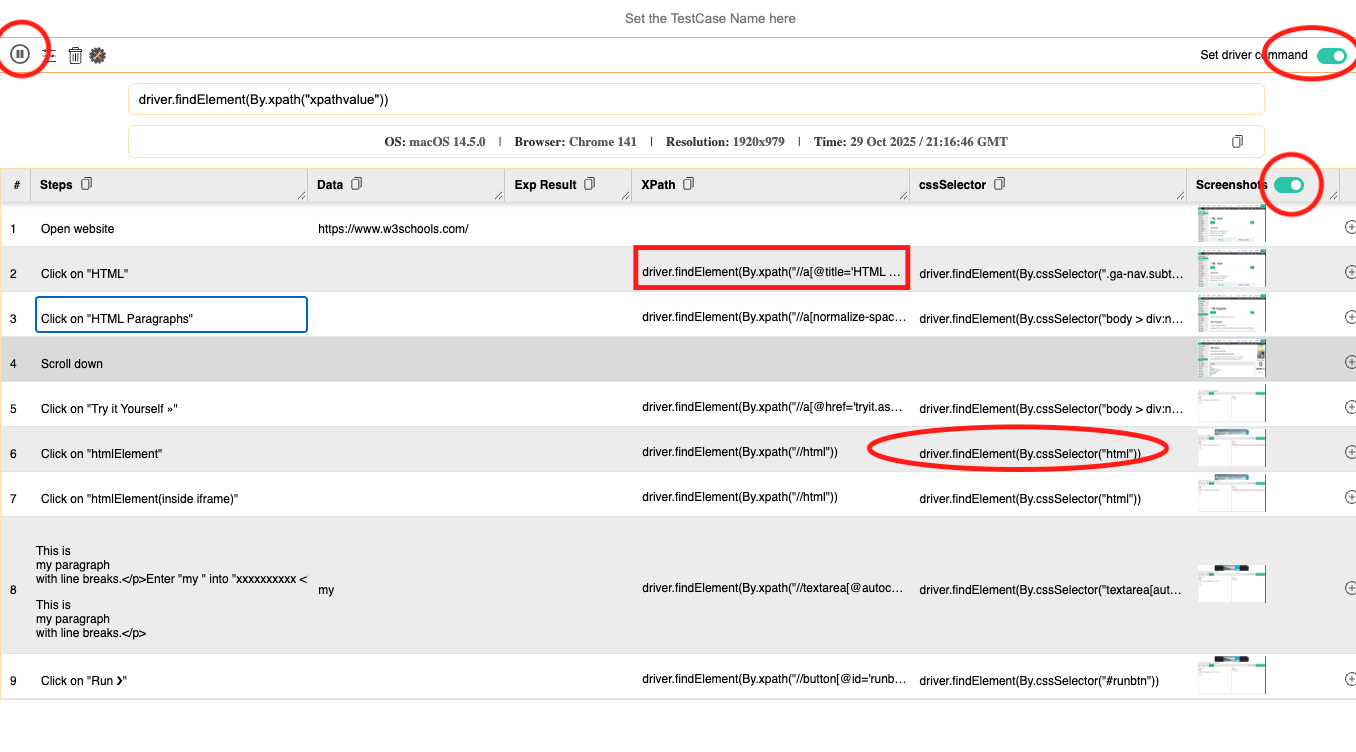 Set the TestCase Name here
Set driver command
driver.findElement(By.xpath("xpathvalue"))
OS: macOS 14.5.0 | Browser: Chrome 141 | Resolution: 1920x979 | Time: 29 Oct 2025 / 21:16:46 GMT
# Steps Data Exp Result XPath cssSelector Screenshots
1 Open website https://www.w3schools.com/
2 Click on "HTML" driver.findElement(By.xpath("//a[@title='HTML ... driver.findElement(By.cssSelector(".ga-nav.subt...
3 Click on "HTML Paragraphs" driver.findElement(By.xpath("//a[normalize-spac... driver.findElement(By.cssSelector("body > div:n...
4 Scroll down
5 Click on "Try it Yourself »" driver.findElement(By.xpath("//a[@href='tryit.as... driver.findElement(By.cssSelector("body > div:n...
6 Click on "htmlElement" driver.findElement(By.xpath("//html")) driver.findElement(By.cssSelector("html"))
7 Click on "htmlElement(inside iframe)" driver.findElement(By.xpath("//html")) driver.findElement(By.cssSelector("html"))
This is
my paragraph
with line breaks.</p>Enter "my " into "xxxxxxxxxx <
8 my driver.findElement(By.xpath("//textarea[@autoc... driver.findElement(By.cssSelector("textarea[aut...
This is
my paragraph
with line breaks.</p>
9 Click on "Run ❯" driver.findElement(By.xpath("//button[@id='runb... driver.findElement(By.cssSelector("#runbtn"))